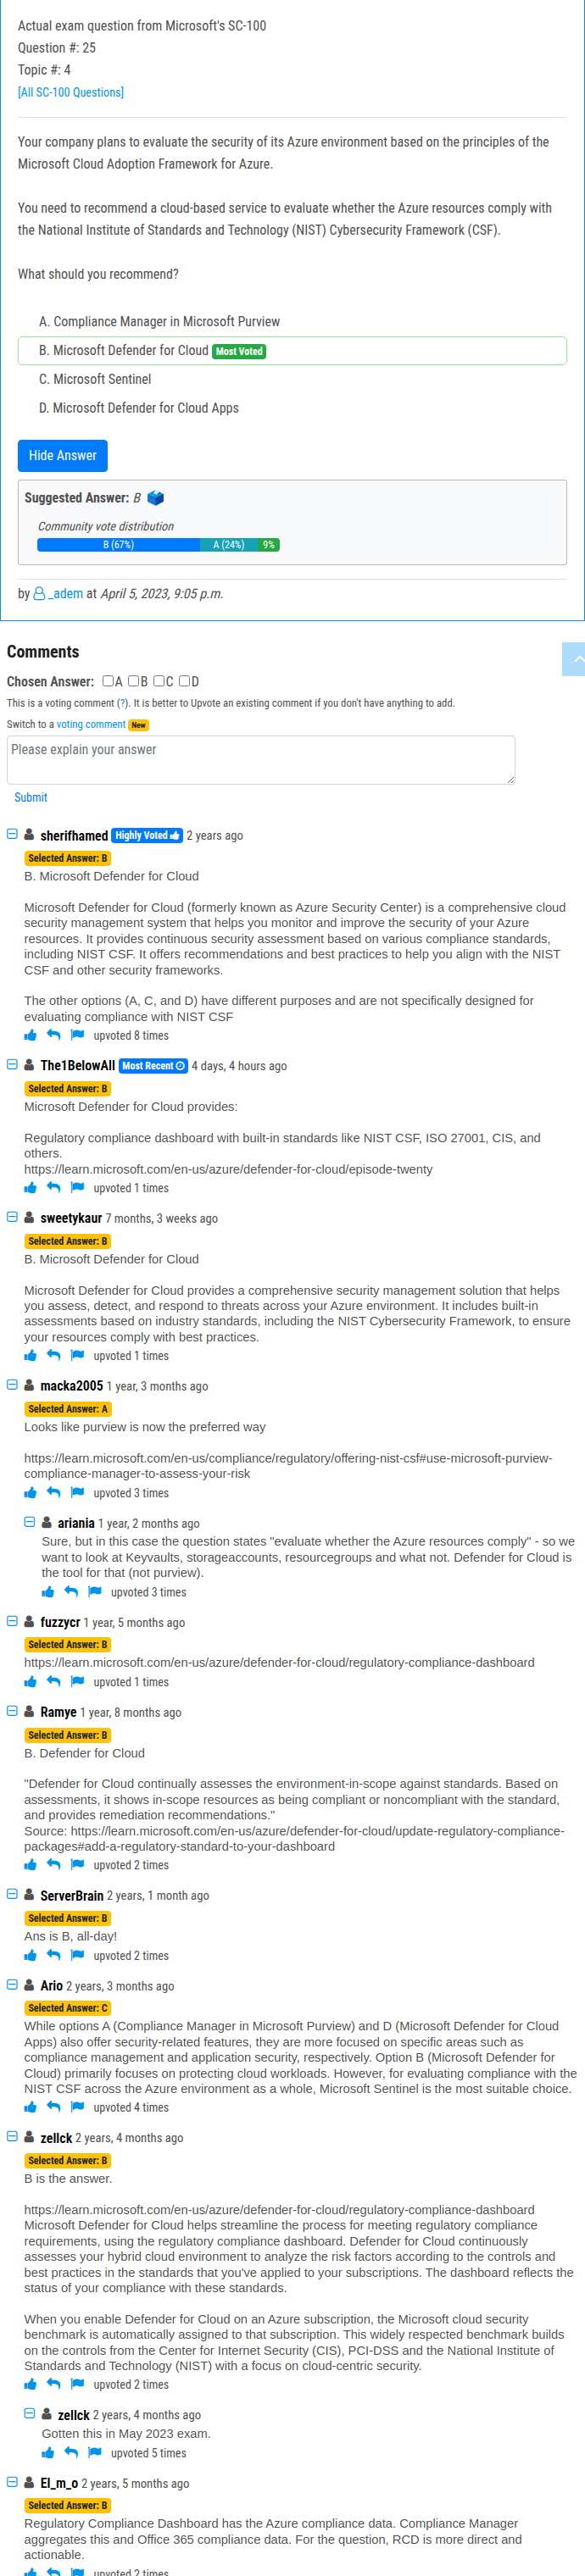 Actual exam question from Microsoft's SC-100
Question #: 25
Topic #: 4
[All SC-100 Questions]
Your company plans to evaluate the security of its Azure environment based on the principles of the
Microsoft Cloud Adoption Framework for Azure.
You need to recommend a cloud-based service to evaluate whether the Azure resources comply with
the National Institute of Standards and Technology (NIST) Cybersecurity Framework (CSF).
What should you recommend?
A. Compliance Manager in Microsoft Purview
B. Microsoft Defender for Cloud Most Voted
C. Microsoft Sentinel
D. Microsoft Defender for Cloud Apps
Hide Answer
Suggested Answer: B
Community vote distribution
B (67%) A (24%) 9%
by _adem at April 5, 2023, 9:05 p.m.
Comments
Chosen Answer: A B C D
This is a voting comment (?). It is better to Upvote an existing comment if you don't have anything to add.
Switch to a voting comment New
Please explain your answer
Submit
sherifhamed Highly Voted 2 years ago
Selected Answer: B
B. Microsoft Defender for Cloud
Microsoft Defender for Cloud (formerly known as Azure Security Center) is a comprehensive cloud
security management system that helps you monitor and improve the security of your Azure
resources. It provides continuous security assessment based on various compliance standards,
including NIST CSF. It offers recommendations and best practices to help you align with the NIST
CSF and other security frameworks.
The other options (A, C, and D) have different purposes and are not specifically designed for
evaluating compliance with NIST CSF
upvoted 8 times
The1BelowAll Most Recent 4 days, 4 hours ago
Selected Answer: B
Microsoft Defender for Cloud provides:
Regulatory compliance dashboard with built-in standards like NIST CSF, ISO 27001, CIS, and
others.
https://learn.microsoft.com/en-us/azure/defender-for-cloud/episode-twenty
upvoted 1 times
sweetykaur 7 months, 3 weeks ago
Selected Answer: B
B. Microsoft Defender for Cloud
Microsoft Defender for Cloud provides a comprehensive security management solution that helps
you assess, detect, and respond to threats across your Azure environment. It includes built-in
assessments based on industry standards, including the NIST Cybersecurity Framework, to ensure
your resources comply with best practices.
upvoted 1 times
macka2005 1 year, 3 months ago
Selected Answer: A
Looks like purview is now the preferred way
https://learn.microsoft.com/en-us/compliance/regulatory/offering-nist-csf#use-microsoft-purview-
compliance-manager-to-assess-your-risk
upvoted 3 times
ariania 1 year, 2 months ago
Sure, but in this case the question states "evaluate whether the Azure resources comply" - so we
want to look at Keyvaults, storageaccounts, resourcegroups and what not. Defender for Cloud is
the tool for that (not purview).
upvoted 3 times
fuzzycr 1 year, 5 months ago
Selected Answer: B
https://learn.microsoft.com/en-us/azure/defender-for-cloud/regulatory-compliance-dashboard
upvoted 1 times
Ramye 1 year, 8 months ago
Selected Answer: B
B. Defender for Cloud
"Defender for Cloud continually assesses the environment-in-scope against standards. Based on
assessments, it shows in-scope resources as being compliant or noncompliant with the standard,
and provides remediation recommendations."
Source: https://learn.microsoft.com/en-us/azure/defender-for-cloud/update-regulatory-compliance-
packages#add-a-regulatory-standard-to-your-dashboard
upvoted 2 times
ServerBrain 2 years, 1 month ago
Selected Answer: B
Ans is B, all-day!
upvoted 2 times
Ario 2 years, 3 months ago
Selected Answer: C
While options A (Compliance Manager in Microsoft Purview) and D (Microsoft Defender for Cloud
Apps) also offer security-related features, they are more focused on specific areas such as
compliance management and application security, respectively. Option B (Microsoft Defender for
Cloud) primarily focuses on protecting cloud workloads. However, for evaluating compliance with the
NIST CSF across the Azure environment as a whole, Microsoft Sentinel is the most suitable choice.
upvoted 4 times
zellck 2 years, 4 months ago
Selected Answer: B
B is the answer.
https://learn.microsoft.com/en-us/azure/defender-for-cloud/regulatory-compliance-dashboard
Microsoft Defender for Cloud helps streamline the process for meeting regulatory compliance
requirements, using the regulatory compliance dashboard. Defender for Cloud continuously
assesses your hybrid cloud environment to analyze the risk factors according to the controls and
best practices in the standards that you've applied to your subscriptions. The dashboard reflects the
status of your compliance with these standards.
When you enable Defender for Cloud on an Azure subscription, the Microsoft cloud security
benchmark is automatically assigned to that subscription. This widely respected benchmark builds
on the controls from the Center for Internet Security (CIS), PCI-DSS and the National Institute of
Standards and Technology (NIST) with a focus on cloud-centric security.
upvoted 2 times
zellck 2 years, 4 months ago
Gotten this in May 2023 exam.
upvoted 5 times
El_m_o 2 years, 5 months ago
Selected Answer: B
Regulatory Compliance Dashboard has the Azure compliance data. Compliance Manager
aggregates this and Office 365 compliance data. For the question, RCD is more direct and
actionable.
upvoted 2 times